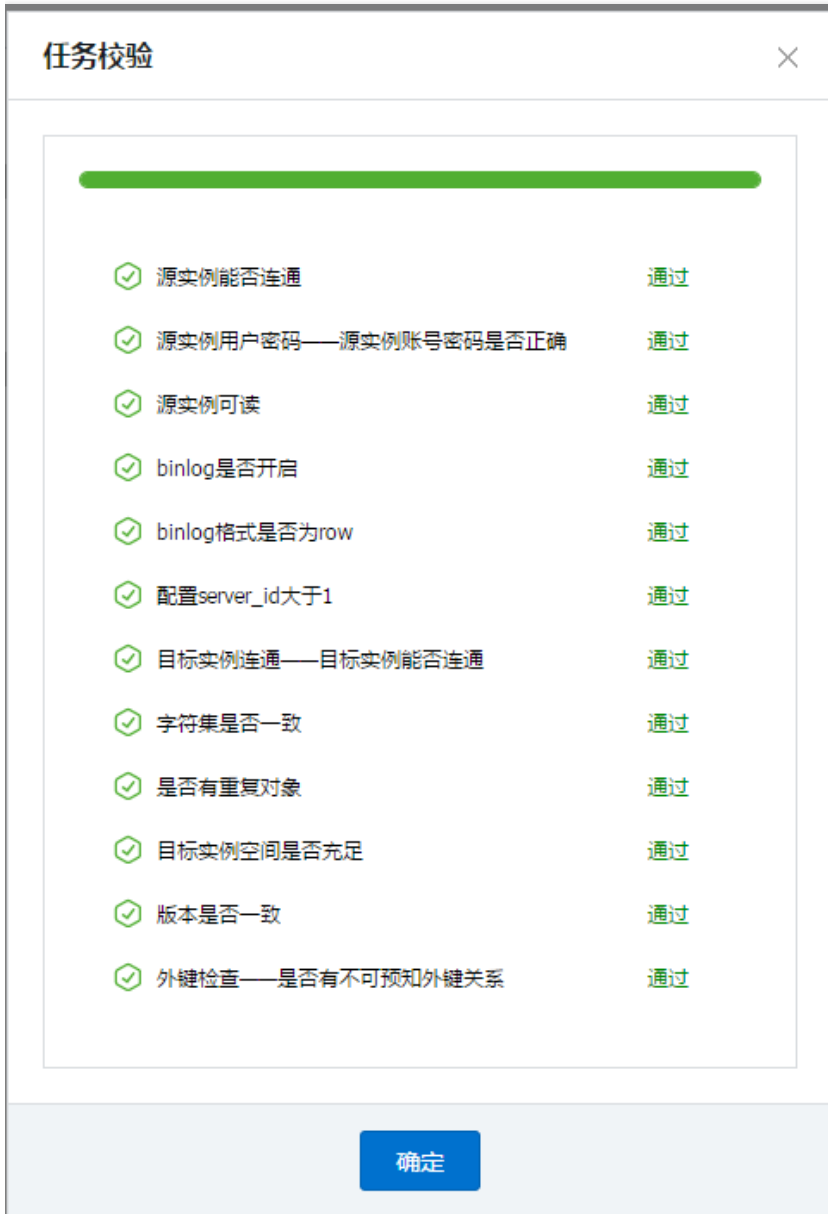 任务校验
源实例能否连通 通过
源实例用户密码——源实例账号密码是否正确 通过
源实例可读 通过
binlog是否开启 通过
binlog格式是否为row 通过
配置server_id大于1 通过
目标实例连通——目标实例能否连通 通过
字符集是否一致 通过
是否有重复对象 通过
目标实例空间是否充足 通过
版本是否一致 通过
外键检查——是否有不可预知外键关系 通过
确定